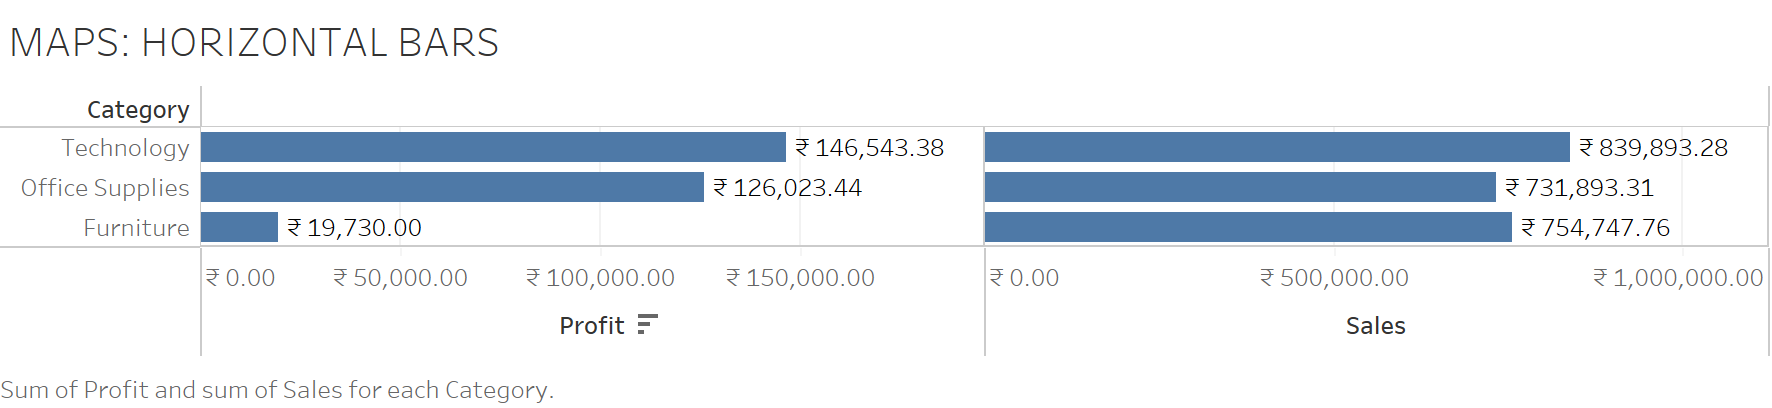 MAPS: HORIZONTAL BARS
Category
Technology ₹ 146,543.38 ₹ 839,893.28
Office Supplies ₹ 126,023.44 ₹ 731,893.31
Furniture ₹ 19,730.00 ₹ 754,747.76
₹ 0.00 ₹ 50,000.00 ₹ 100,000.00 ₹ 150,000.00 ₹ 0.00 ₹ 500,000.00 ₹ 1,000,000.00
Profit Sales
Sum of Profit and sum of Sales for each Category.